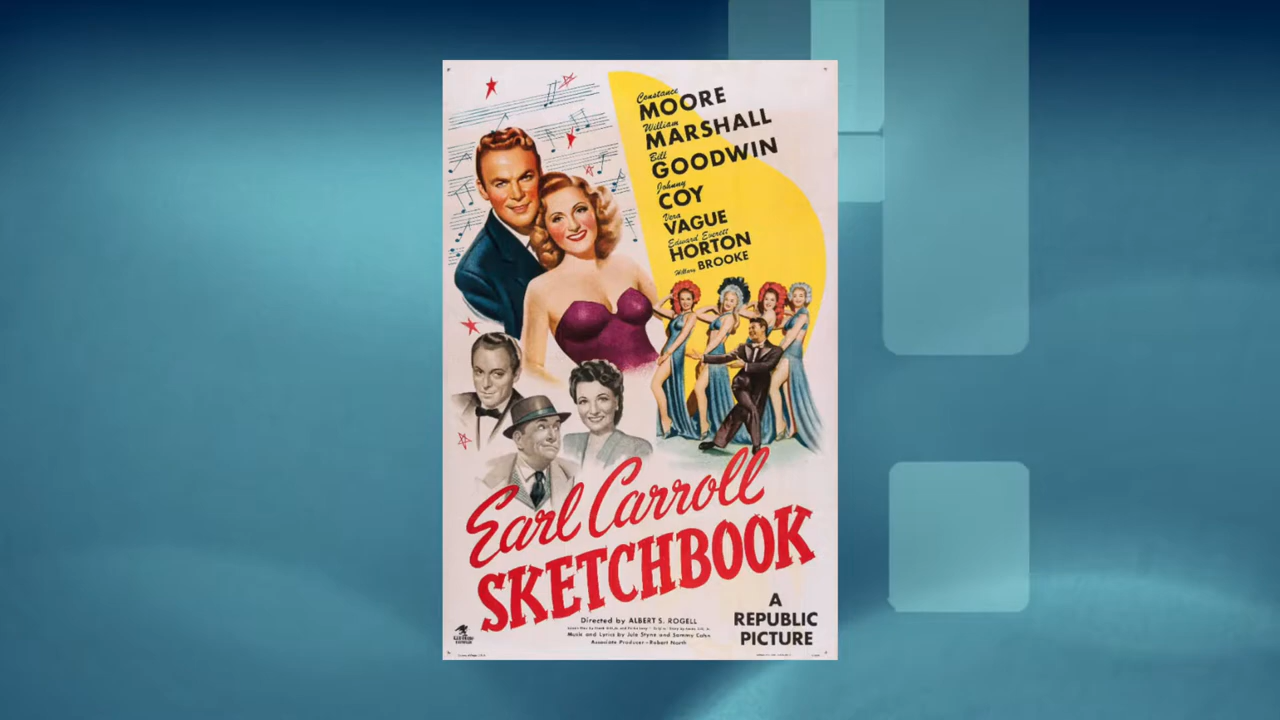 Constance
MOORE
William
MARSHALL
Bill
GOODWIN
Johnny
COY
Vera
VAGUE
Edward Everett
HORTON
Hillary BROOKE
Earl Carroll
SKETCHBOOK
A
REPUBLIC
PICTURE
Directed by ALBERT S. ROGELL
Music and Lyrics by Jule Styne and Sammy Cahn
Associate Producer - Robert North